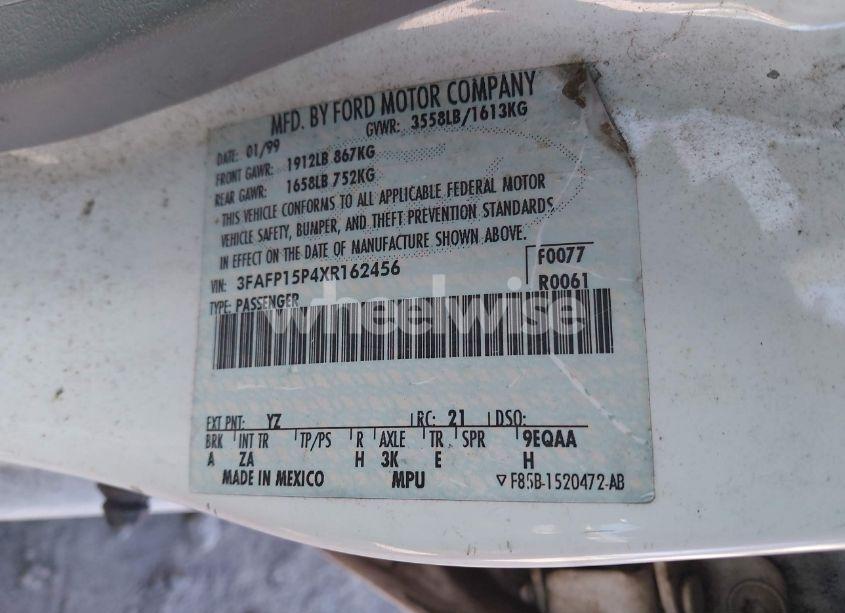 MFD. BY FORD MOTOR COMPANY
DATE: 01/99 GVWR: 3558LB/1613KG
FRONT GAWR: 1912LB 867KG
REAR GAWR: 1658LB 752KG
THIS VEHICLE CONFORMS TO ALL APPLICABLE FEDERAL MOTOR
VEHICLE SAFETY, BUMPER, AND THEFT PREVENTION STANDARDS
IN EFFECT ON THE DATE OF MANUFACTURE SHOWN ABOVE.
VIN: 3FAFP15P4XR162456 F0077
TYPE: PASSENGER R0061
wheelwise
EXT PNT: YZ RC: 21 DSO:
BRK INT TR TP/PS R AXLE TR SPR 9EQAA
A ZA H 3K E H
MADE IN MEXICO MPU ▽F85B-1520472-AB